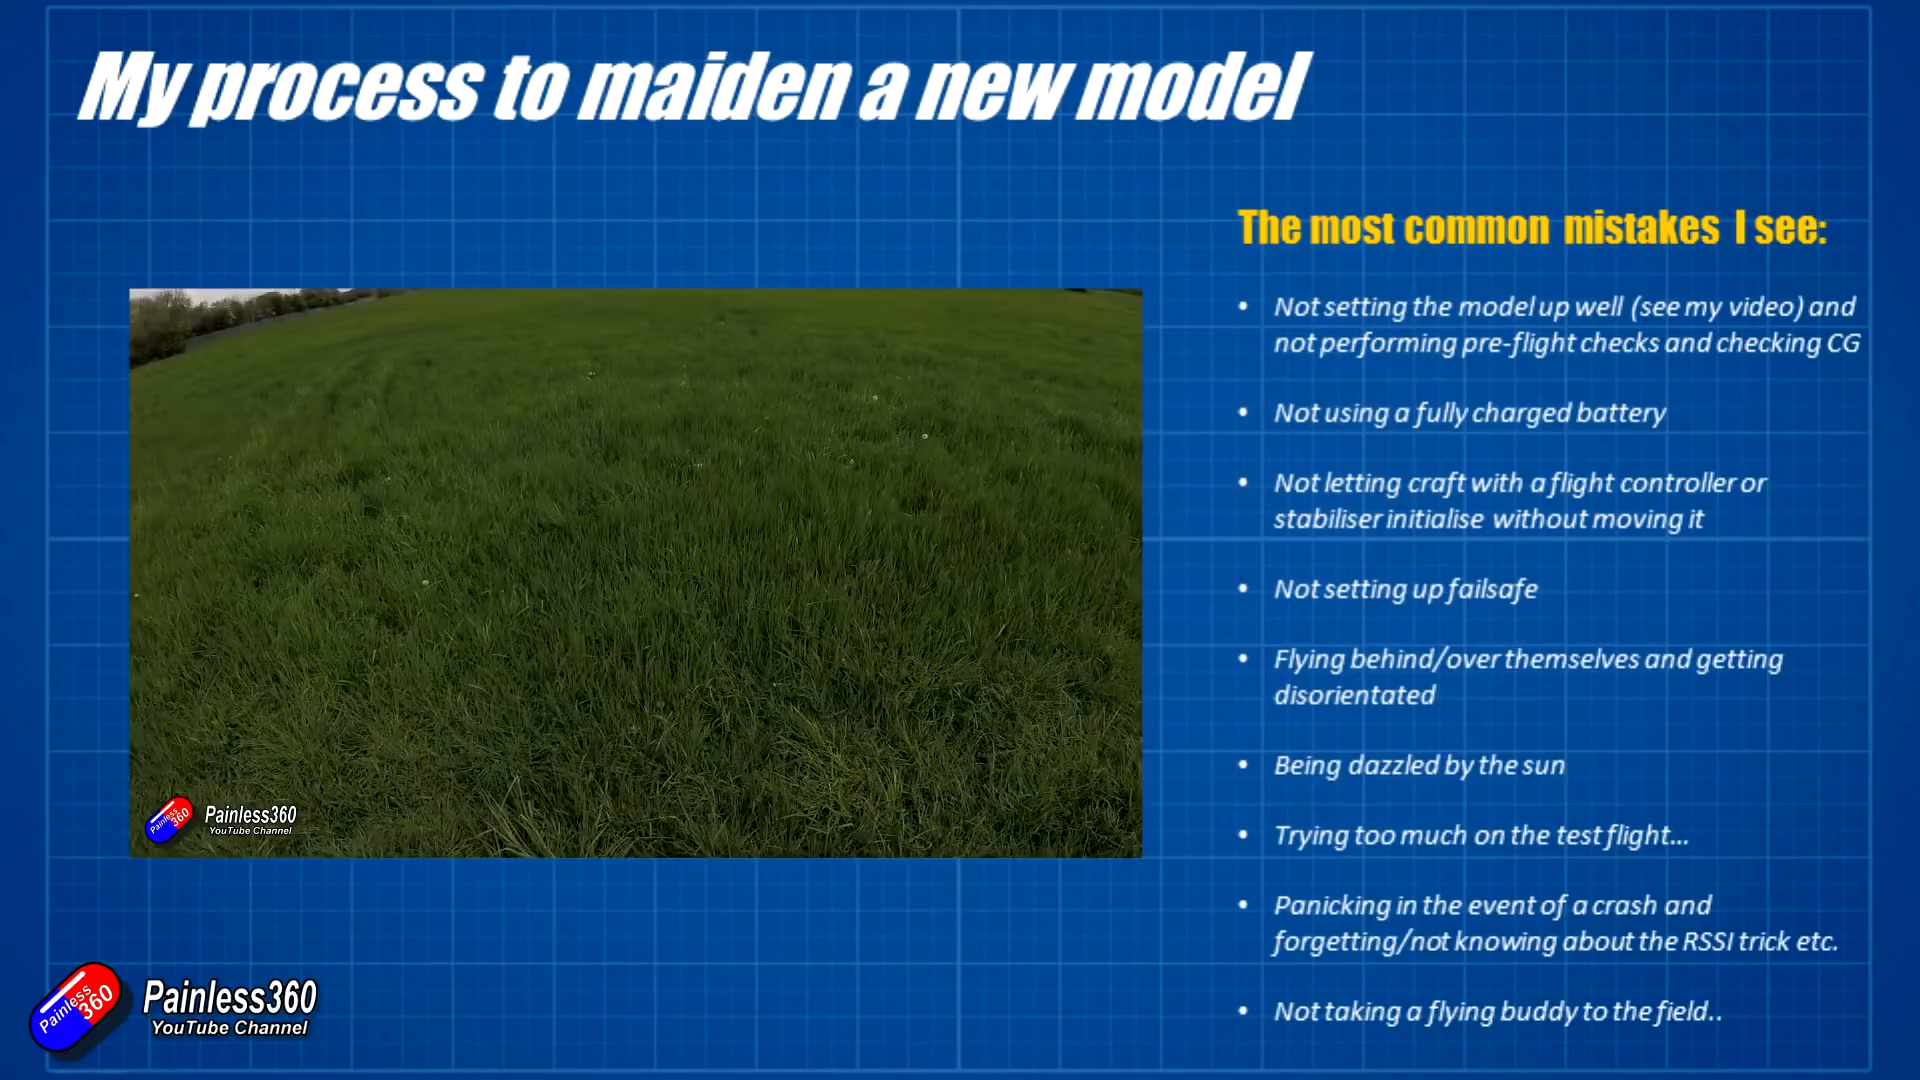 My process to maiden a new model
The most common mistakes I see:
• Not setting the model up well (see my video) and
not performing pre-flight checks and checking CG
• Not using a fully charged battery
• Not letting craft with a flight controller or
stabiliser initialise without moving it
• Not setting up failsafe
• Flying behind/over themselves and getting
disorientated
• Being dazzled by the sun
• Trying too much on the test flight...
• Panicking in the event of a crash and
forgetting/not knowing about the RSSI trick etc.
• Not taking a flying buddy to the field..
Painless
360
Painless360
YouTube Channel
Painless
360
Painless360
YouTube Channel